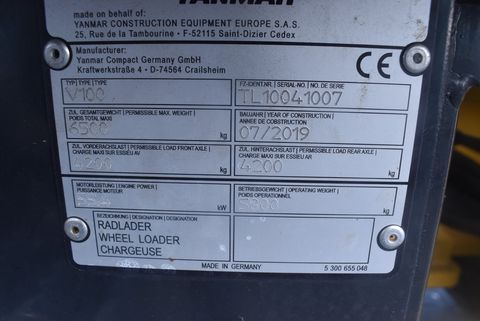 YANMAR
made on behalf of:
YANMAR CONSTRUCTION EQUIPMENT EUROPE S.A.S.
25, Rue de la Tambourine · F-52115 Saint-Dizier Cedex
Manufacturer:
Yanmar Compact Germany GmbH
Kraftwerkstraße 4 · D-74564 Crailsheim
CE
TYP | TYPE | TYPE
V100
FZ-IDENT.NR. | SERIAL-NO. | NO. DE SERIE
TL10041007
ZUL. GESAMTGEWICHT | PERMISSIBLE MAX. WEIGHT |
POIDS TOTAL MAXI
6500 kg
BAUJAHR | YEAR OF CONSTRUCTION |
ANNEE DE COBSTRUCTION
07/2019
ZUL. VORDERACHSLAST | PERMISSIBLE LOAD FRONT AXLE |
CHARGE MAXI SUR ESSIEU AV
4200 kg
ZUL. HINTERACHSLAST | PERMISSIBLE LOAD REAR AXLE |
CHARGE MAXI SUR ESSIEU AR
4200 kg
MOTORLEISTUNG | ENGINE POWER |
PUISSANCE MOTEUR
kW
BETRIEBSGEWICHT | OPERATING WEIGHT |
POIDS OPERATIONNEL
kg
BEZEICHNUNG | DESIGNATION | DESIGNATION
RADLADER
WHEEL LOADER
CHARGEUSE
MADE IN GERMANY
5 300 655 048